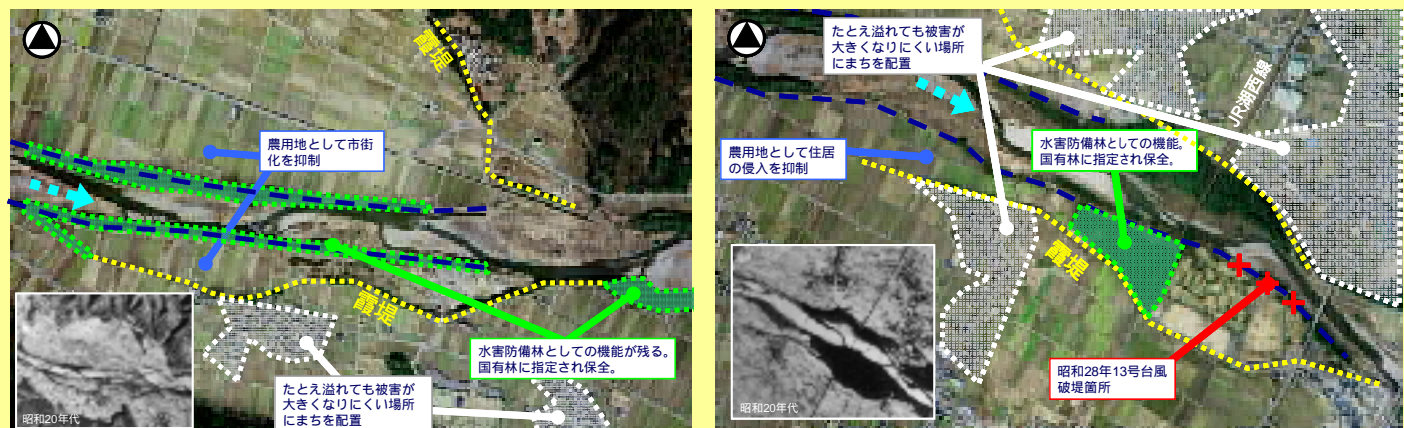 霞堤
農用地として市街
化を抑制
霞堤
水害防備林としての機能が残る。
国有林に指定され保全。
たとえ溢れても被害が
大きくなりにくい場所
にまちを配置
昭和20年代
たとえ溢れても被害が
大きくなりにくい場所
にまちを配置
JR湖西線
農用地として住居
の侵入を抑制
水害防備林としての機能。
国有林に指定され保全。
霞堤
昭和28年13号台風
破堤箇所
昭和20年代